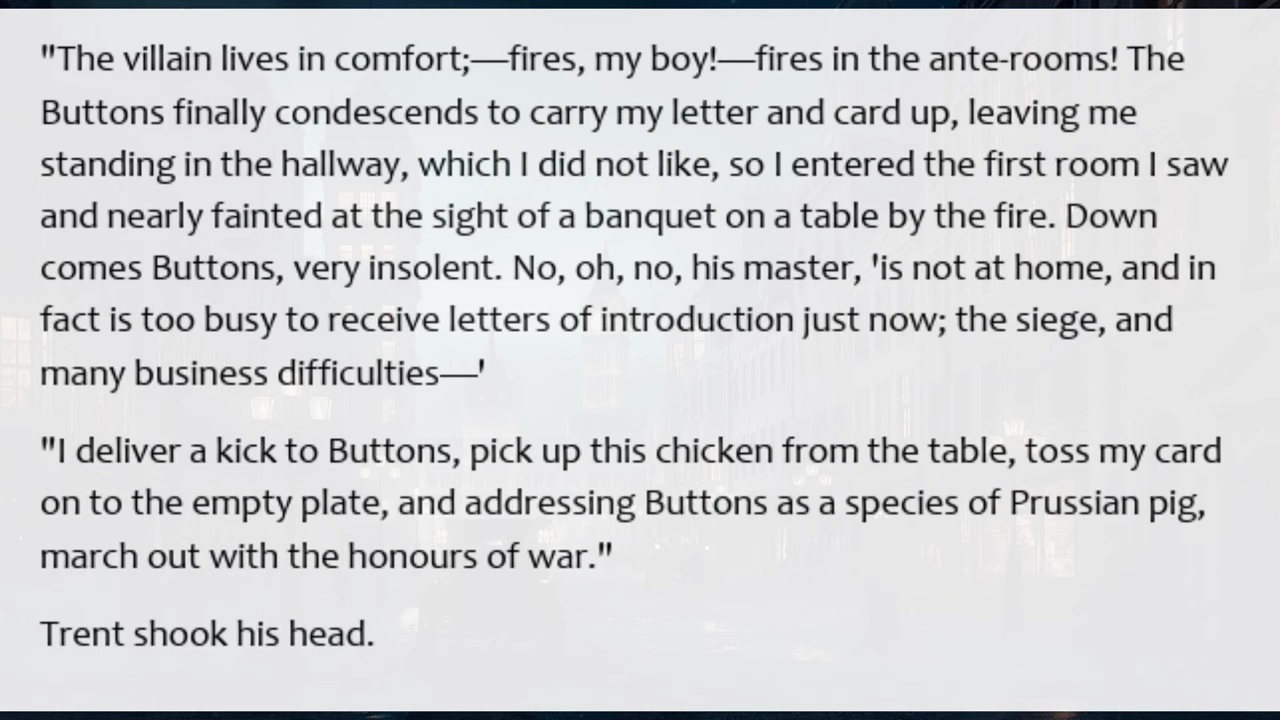 "The villain lives in comfort;—fires, my boy!—fires in the ante-rooms! The
Buttons finally condescends to carry my letter and card up, leaving me
standing in the hallway, which I did not like, so I entered the first room I saw
and nearly fainted at the sight of a banquet on a table by the fire. Down
comes Buttons, very insolent. No, oh, no, his master, 'is not at home, and in
fact is too busy to receive letters of introduction just now; the siege, and
many business difficulties—'
"I deliver a kick to Buttons, pick up this chicken from the table, toss my card
on to the empty plate, and addressing Buttons as a species of Prussian pig,
march out with the honours of war."
Trent shook his head.